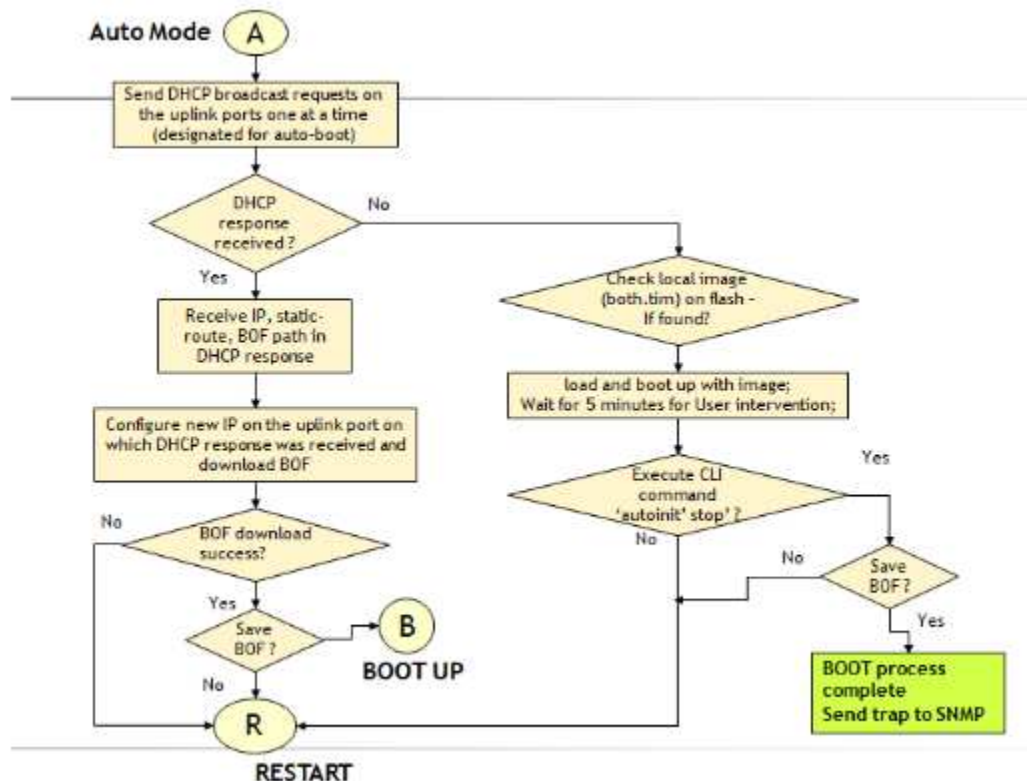 Auto Mode
A
Send DHCP broadcast requests on
the uplink ports one at a time
(designated for auto-boot)
DHCP
response
received?
No
Yes
Receive IP, static-
route, BOF path in
DHCP response
Configure new IP on the uplink port on
which DHCP response was received and
download BOF
No
BOF download
success?
Yes
Save
BOF?
B
BOOT UP
No
R
RESTART
Check local image
(both.tim) on flash -
If found?
load and boot up with image;
Wait for 5 minutes for User intervention;
Execute CLI
command
'autoinit' stop' ?
Yes
No
No
Save
BOF?
Yes
BOOT process
complete
Send trap to SNMP